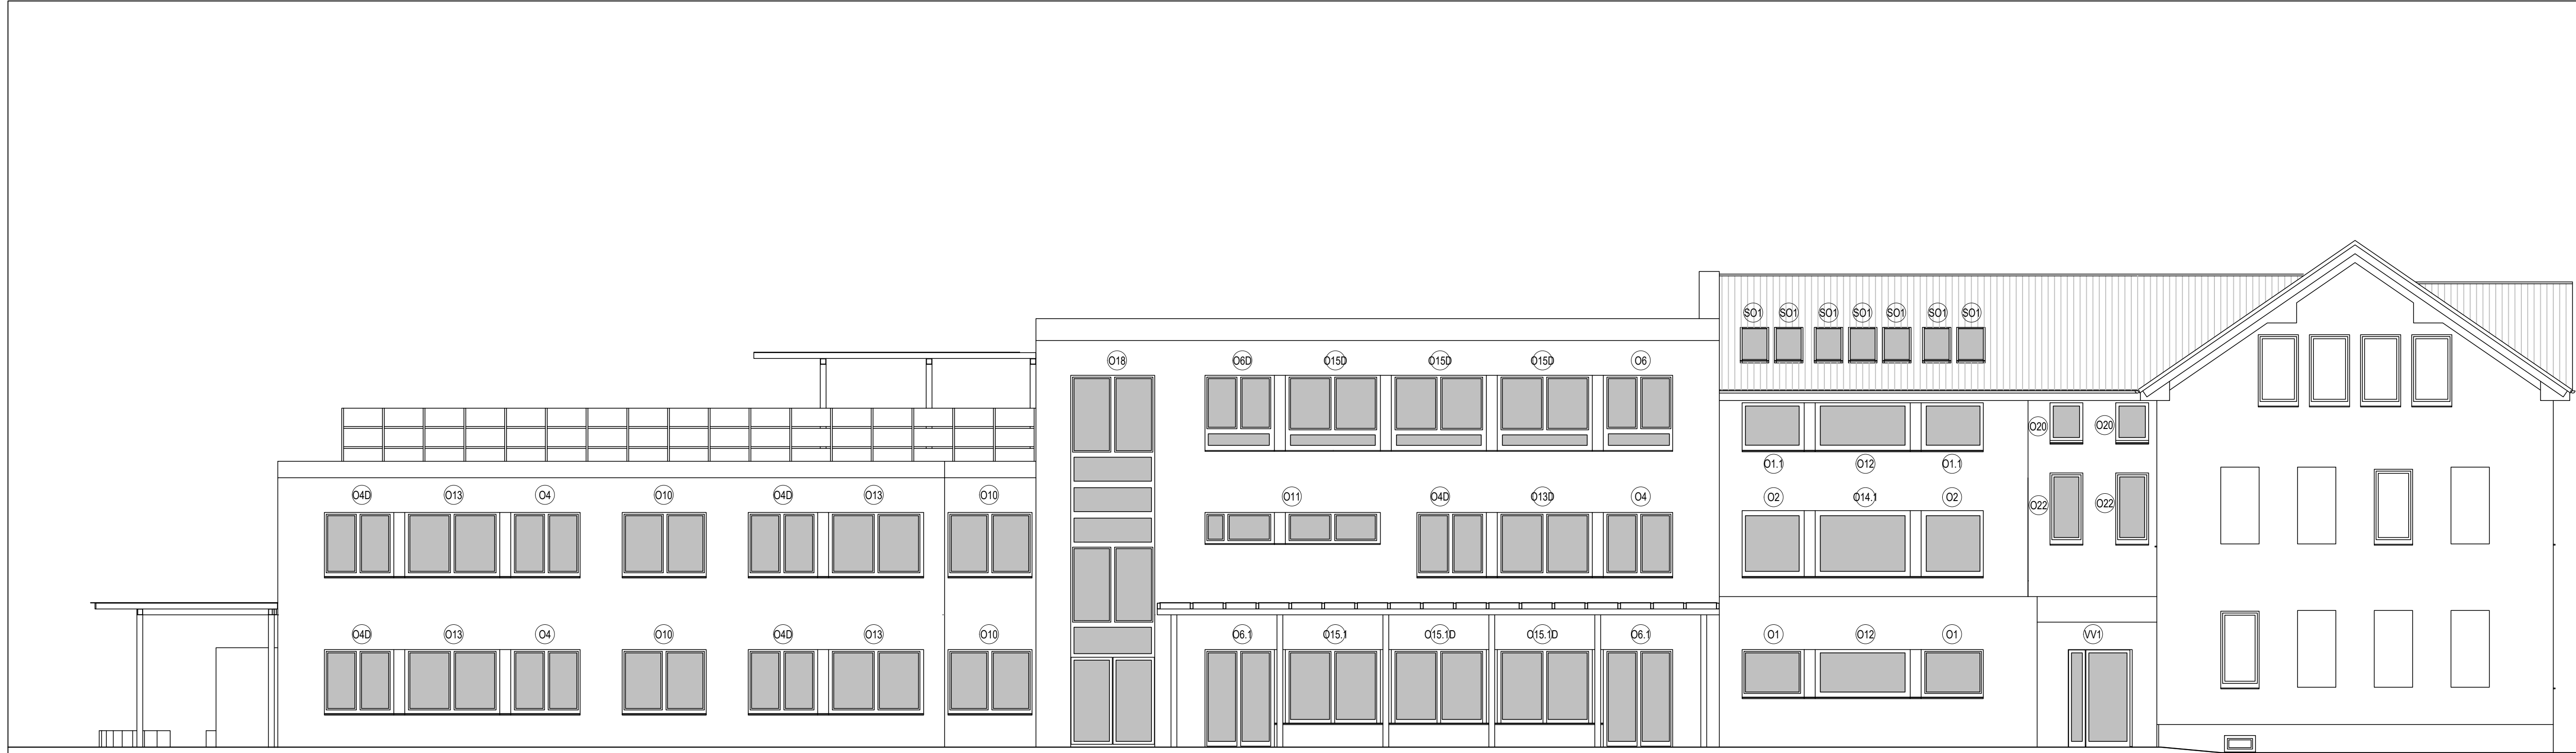 SO1 SO1 SO1 SO1 SO1 SO1 SO1
O18 O6D O15D O15D O15D O6
O20 O20
O1.1 O12 O1.1
O4D O13 O4 O10 O4D O13 O10 O11 O4D O13D O4 O2 O14.1 O2
O22 O22
O4D O13 O4 O10 O4D O13 O10 O6.1 O15.1 O15.1D O15.1D O6.1 O1 O12 O1 VV1